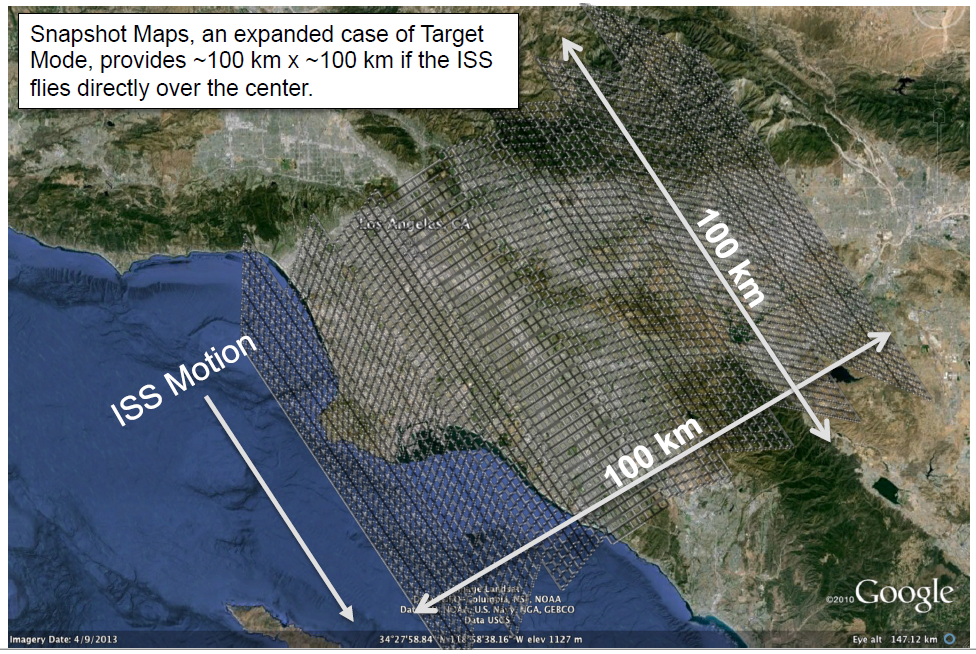 Snapshot Maps, an expanded case of Target
Mode, provides ~100 km x ~100 km if the ISS
flies directly over the center.
Los Angeles, CA
100 km
ISS Motion
100 km
NSF, NOAA
U.S. Navy, NGA, GEBCO
Data USGS
©2010 Google
Imagery Date: 4/9/2013
34°27'58.84" N 118°58'38.16" W elev 1127 m
Eye alt 147.12 km